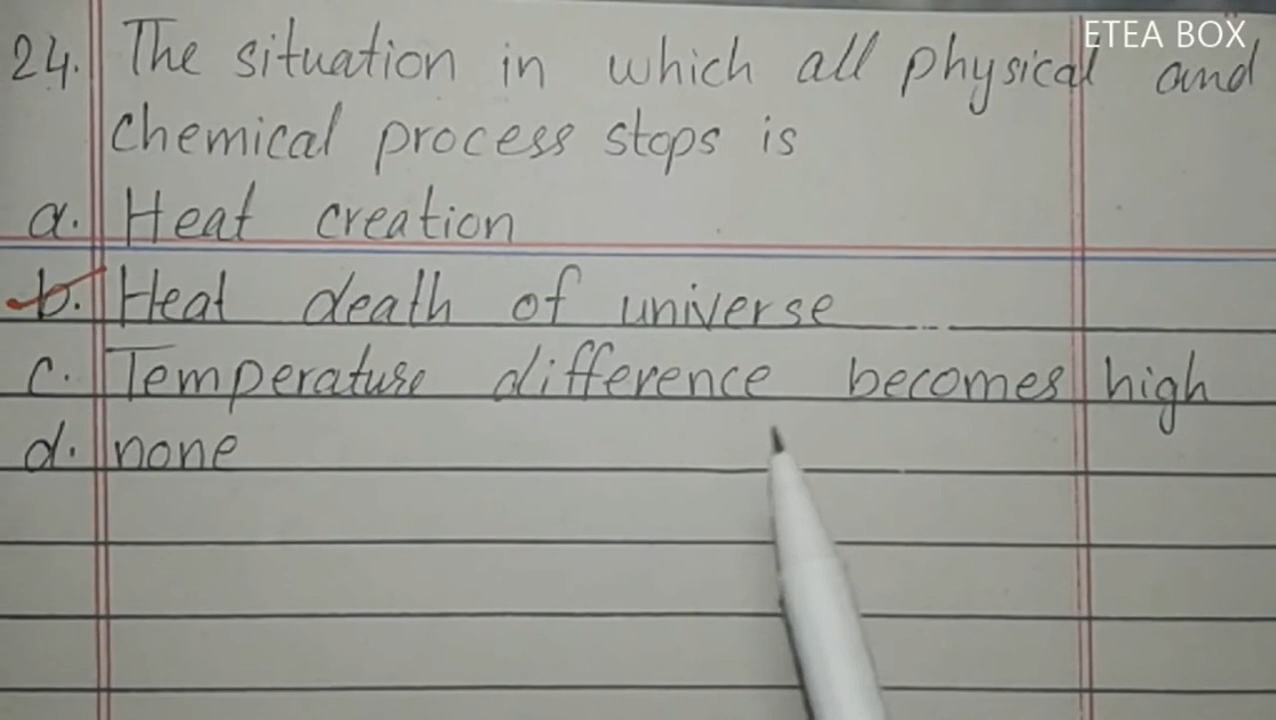 ETEA BOX
24. The situation in which all physical and
chemical process stops is
a. Heat creation
b. Heat death of universe
c. Temperature difference becomes high
d. none